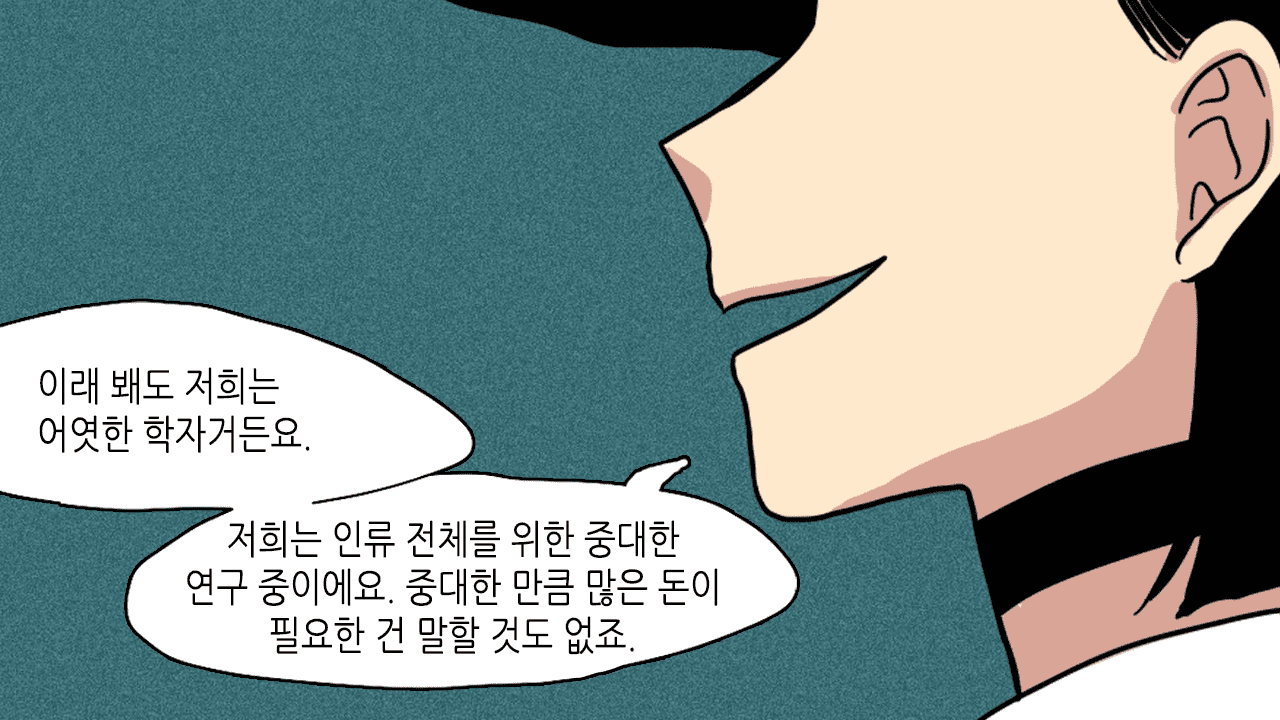 이래 봬도 저희는
어엿한 학자거든요.
저희는 인류 전체를 위한 중대한
연구 중이에요. 중대한 만큼 많은 돈이
필요한 건 말할 것도 없죠.